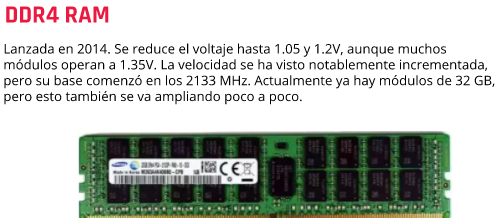 DDR4 RAM
Lanzada en 2014. Se reduce el voltaje hasta 1.05 y 1.2V, aunque muchos
módulos operan a 1.35V. La velocidad se ha visto notablemente incrementada,
pero su base comenzó en los 2133 MHz. Actualmente ya hay módulos de 32 GB,
pero esto también se va ampliando poco a poco.
SAMSUNG